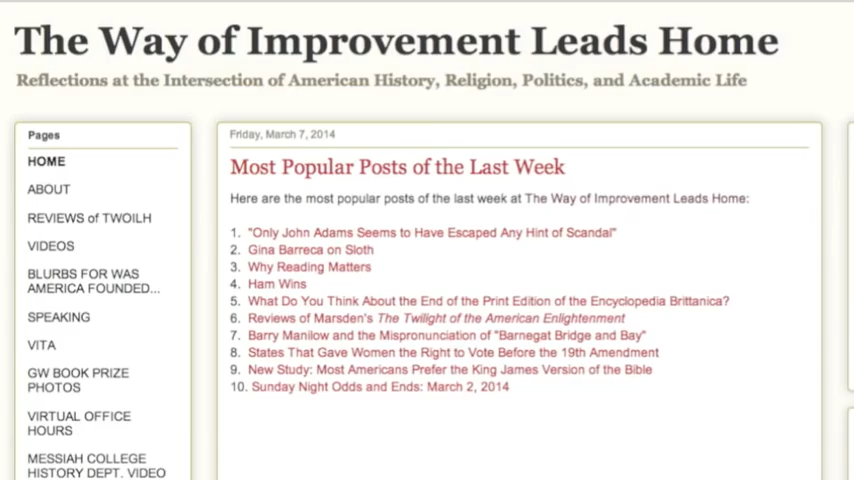 The Way of Improvement Leads Home
Reflections at the Intersection of American History, Religion, Politics, and Academic Life
Pages
HOME
ABOUT
REVIEWS of TWOILH
VIDEOS
BLURBS FOR WAS
AMERICA FOUNDED...
SPEAKING
VITA
GW BOOK PRIZE
PHOTOS
VIRTUAL OFFICE
HOURS
MESSIAH COLLEGE
HISTORY DEPT. VIDEO
Friday, March 7, 2014
Most Popular Posts of the Last Week
Here are the most popular posts of the last week at The Way of Improvement Leads Home:
1. "Only John Adams Seems to Have Escaped Any Hint of Scandal"
2. Gina Barreca on Sloth
3. Why Reading Matters
4. Ham Wins
5. What Do You Think About the End of the Print Edition of the Encyclopedia Brittanica?
6. Reviews of Marsden's The Twilight of the American Enlightenment
7. Barry Manilow and the Mispronunciation of "Barnegat Bridge and Bay"
8. States That Gave Women the Right to Vote Before the 19th Amendment
9. New Study: Most Americans Prefer the King James Version of the Bible
10. Sunday Night Odds and Ends: March 2, 2014